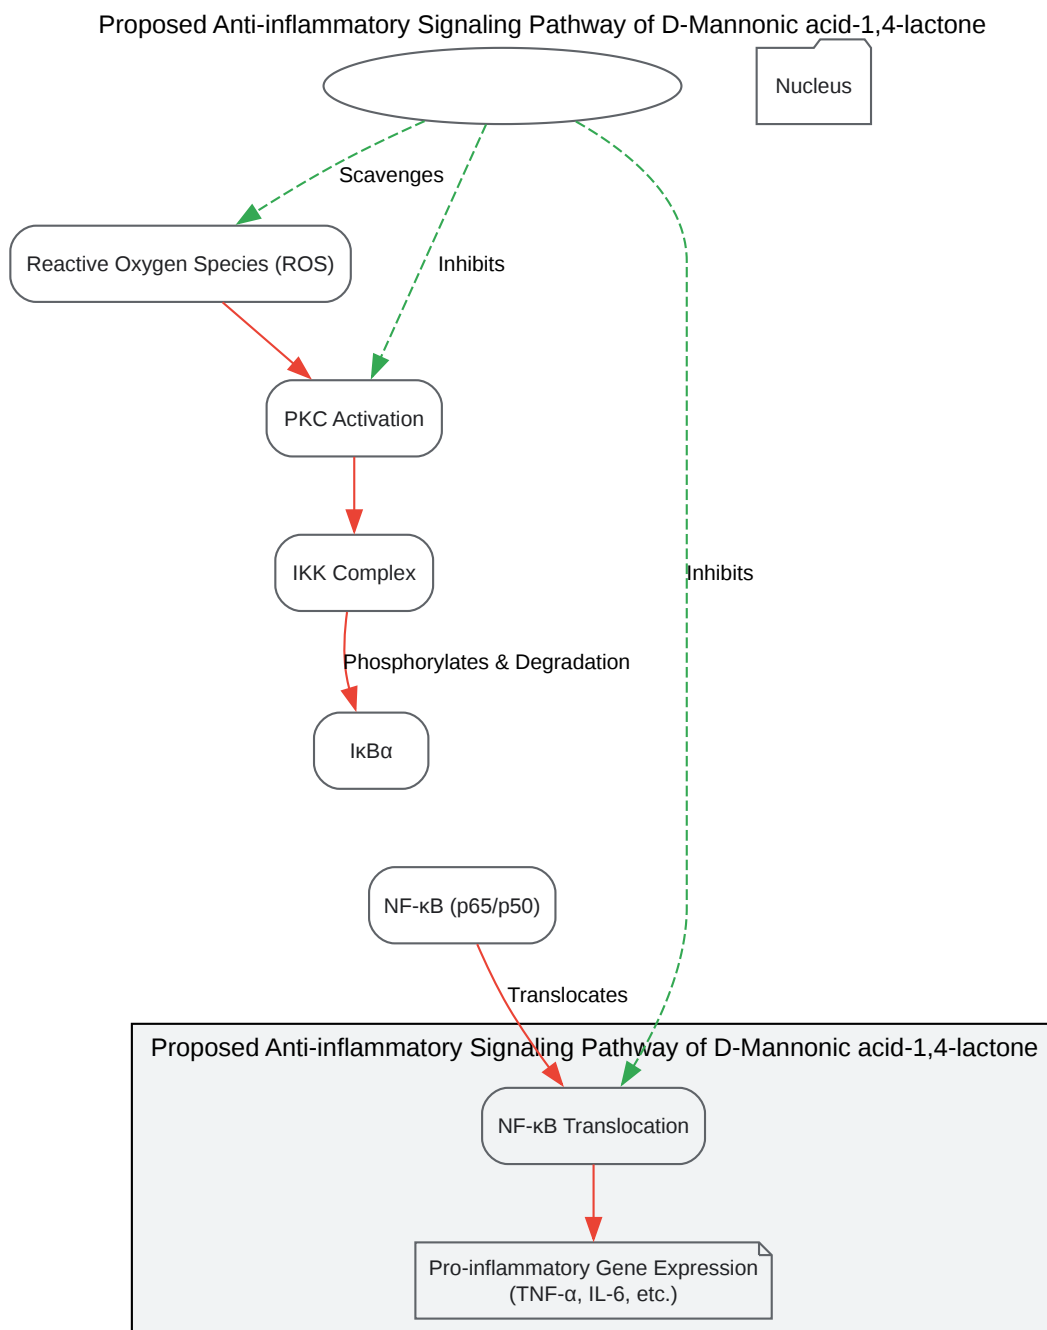 Proposed Anti-inflammatory Signaling Pathway of D-Mannonic acid-1,4-lactone
Nucleus
Scavenges
Reactive Oxygen Species (ROS)
Inhibits
PKC Activation
IKK Complex
Inhibits
Phosphorylates & Degradation
IκBα
NF-κB (p65/p50)
Translocates
Proposed Anti-inflammatory Signaling Pathway of D-Mannonic acid-1,4-lactone
NF-κB Translocation
Pro-inflammatory Gene Expression
(TNF-α, IL-6, etc.)